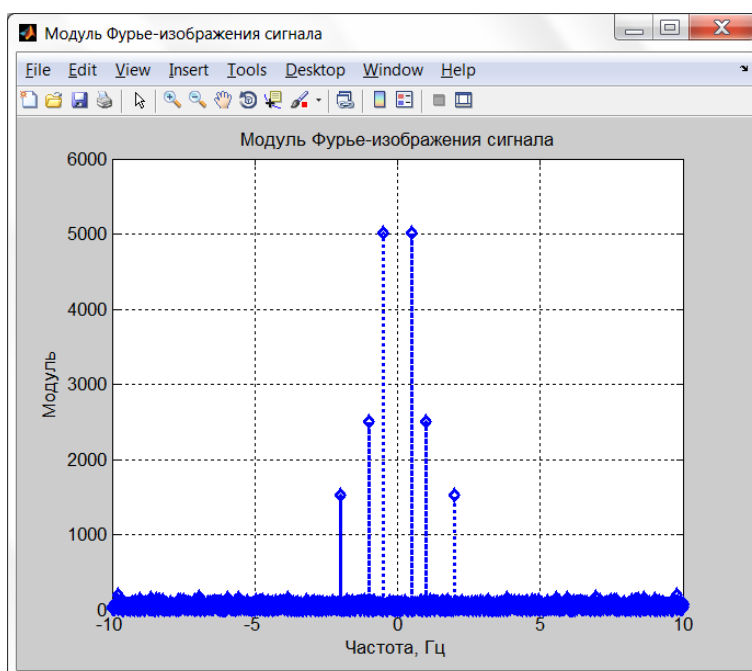 Модуль Фурье-изображения сигнала
File Edit View Insert Tools Desktop Window Help
Модуль Фурье-изображения сигнала
6000
5000
4000
3000
2000
1000
0
Модуль
-10 -5 0 5 10
Частота, Гц